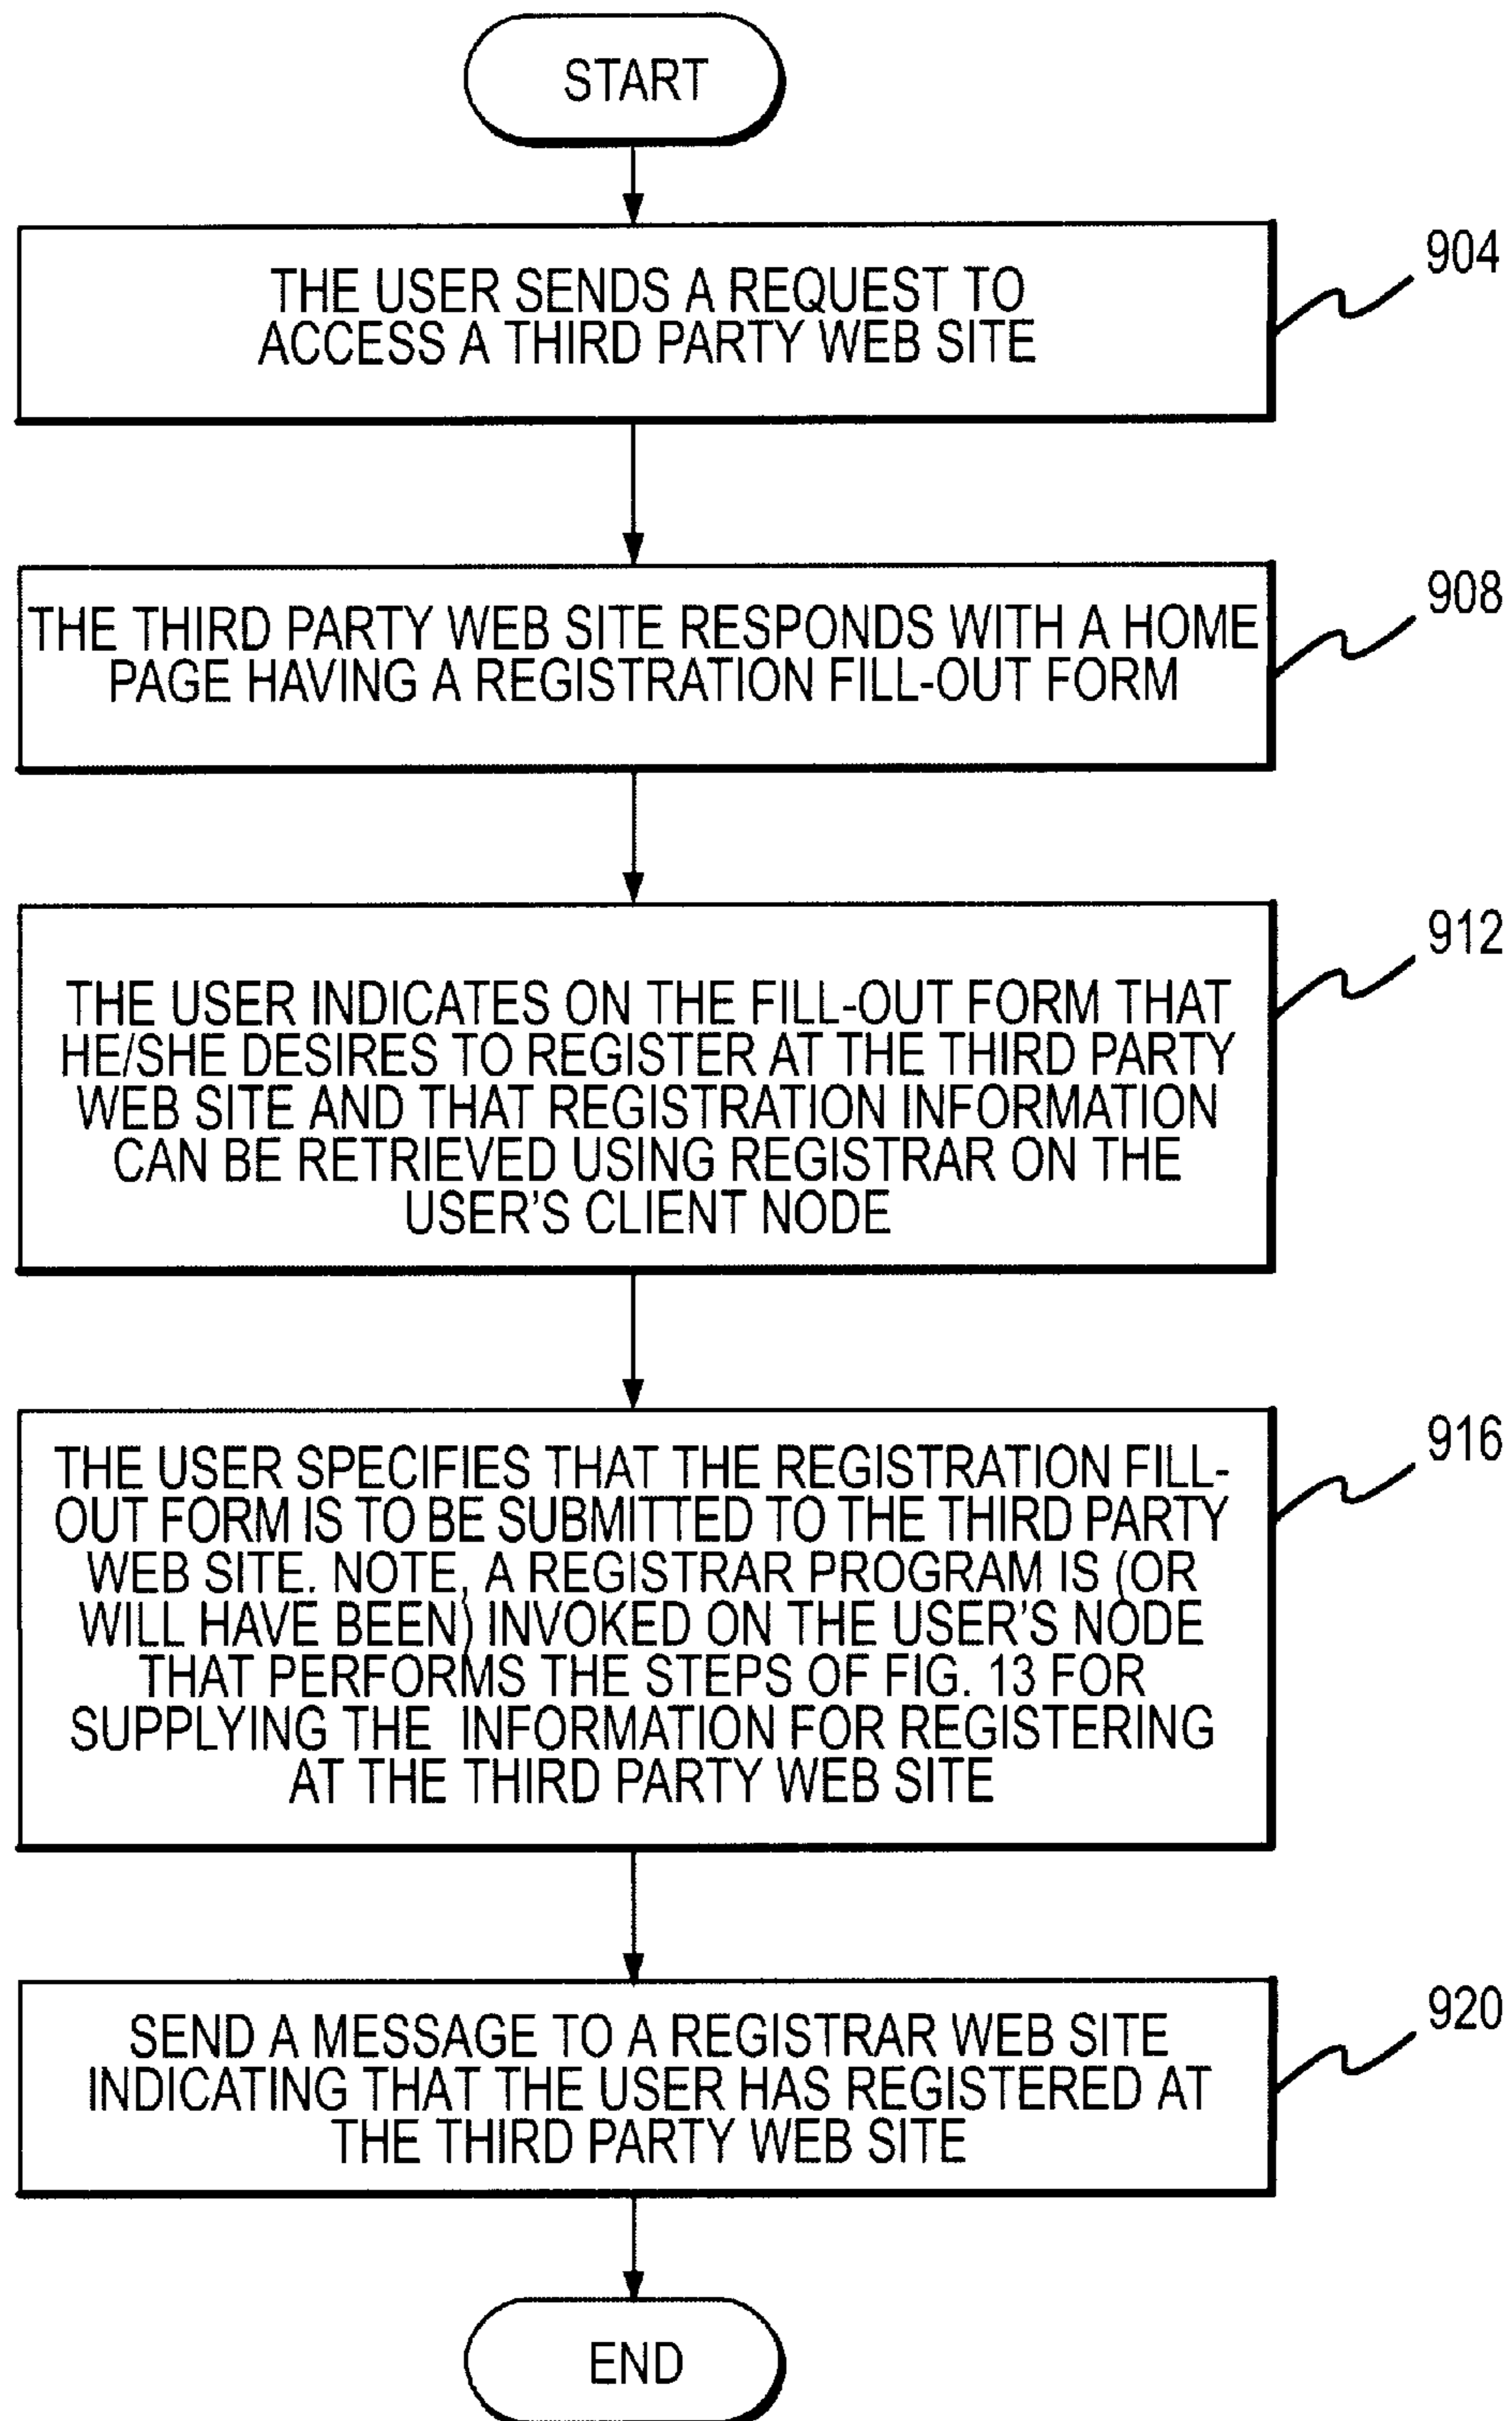 START
904
THE USER SENDS A REQUEST TO
ACCESS A THIRD PARTY WEB SITE
908
THE THIRD PARTY WEB SITE RESPONDS WITH A HOME
PAGE HAVING A REGISTRATION FILL-OUT FORM
912
THE USER INDICATES ON THE FILL-OUT FORM THAT
HE/SHE DESIRES TO REGISTER AT THE THIRD PARTY
WEB SITE AND THAT REGISTRATION INFORMATION
CAN BE RETRIEVED USING REGISTRAR ON THE
USER'S CLIENT NODE
916
THE USER SPECIFIES THAT THE REGISTRATION FILL-
OUT FORM IS TO BE SUBMITTED TO THE THIRD PARTY
WEB SITE. NOTE, A REGISTRAR PROGRAM IS (OR
WILL HAVE BEEN) INVOKED ON THE USER'S NODE
THAT PERFORMS THE STEPS OF FIG. 13 FOR
SUPPLYING THE INFORMATION FOR REGISTERING
AT THE THIRD PARTY WEB SITE
920
SEND A MESSAGE TO A REGISTRAR WEB SITE
INDICATING THAT THE USER HAS REGISTERED AT
THE THIRD PARTY WEB SITE
END